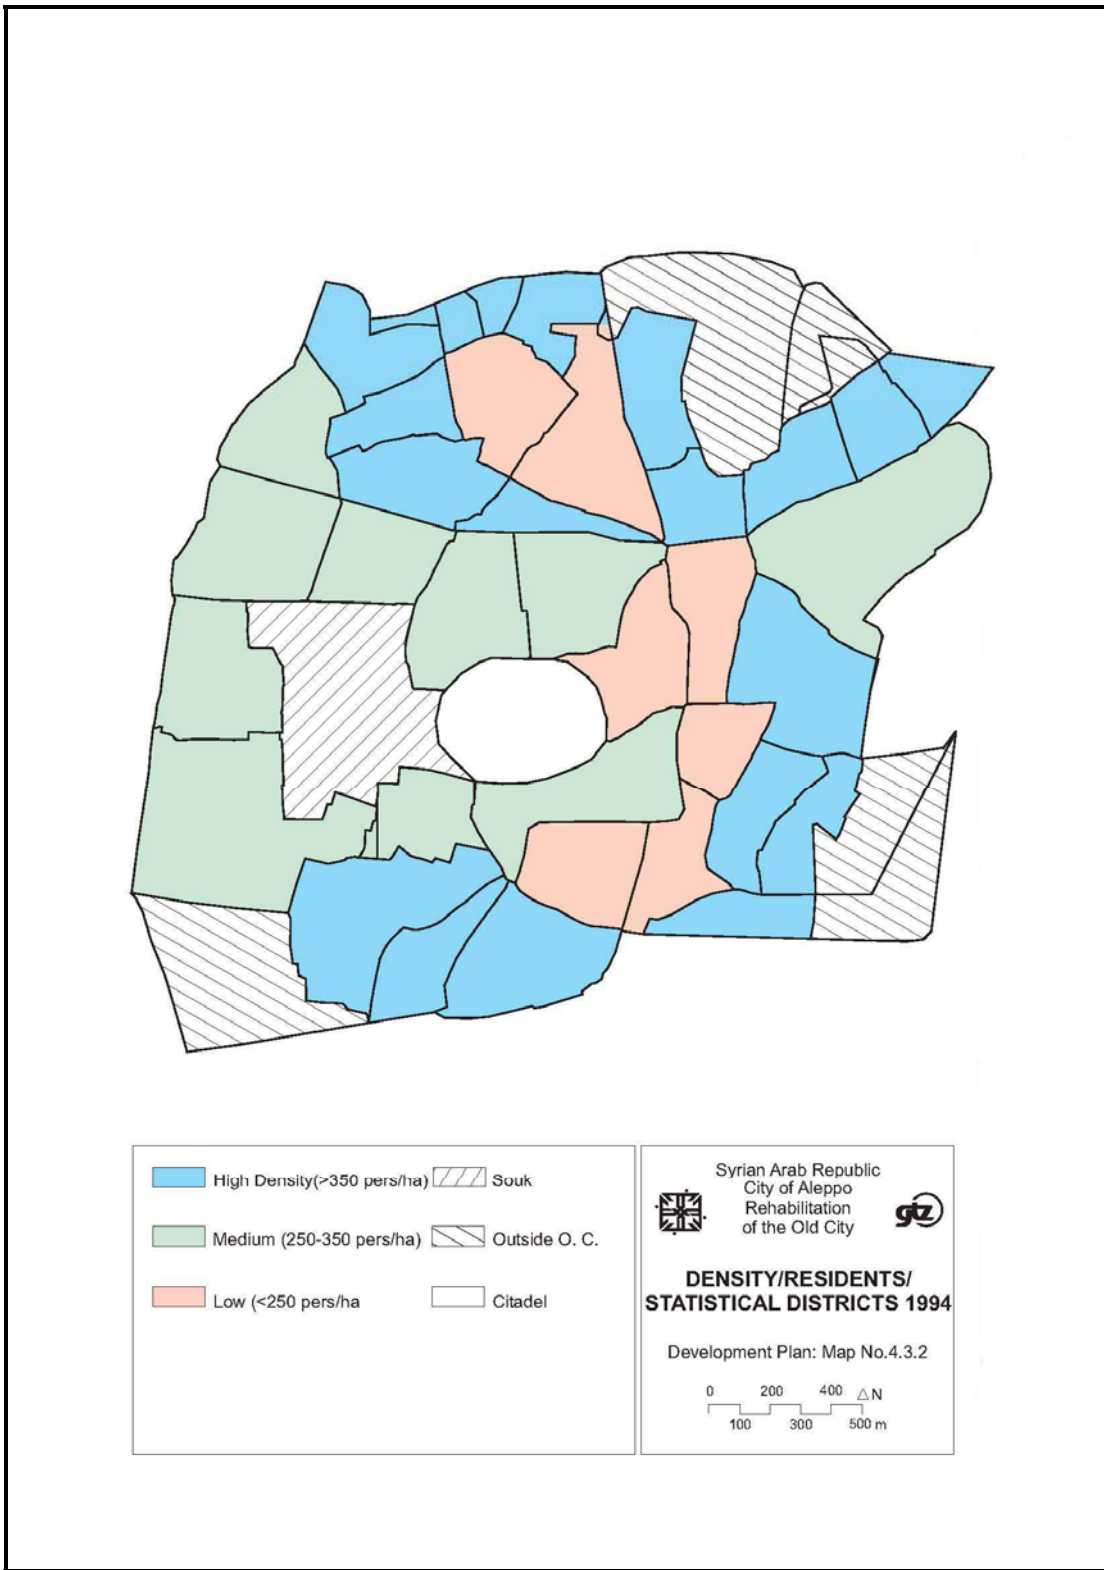 High Density(>350 pers/ha)
Souk
Medium (250-350 pers/ha)
Outside O. C.
Low (<250 pers/ha
Citadel
Syrian Arab Republic
City of Aleppo
Rehabilitation
of the Old City
gtz
DENSITY/RESIDENTS/
STATISTICAL DISTRICTS 1994
Development Plan: Map No.4.3.2
0 200 400 N
100 300 500 m